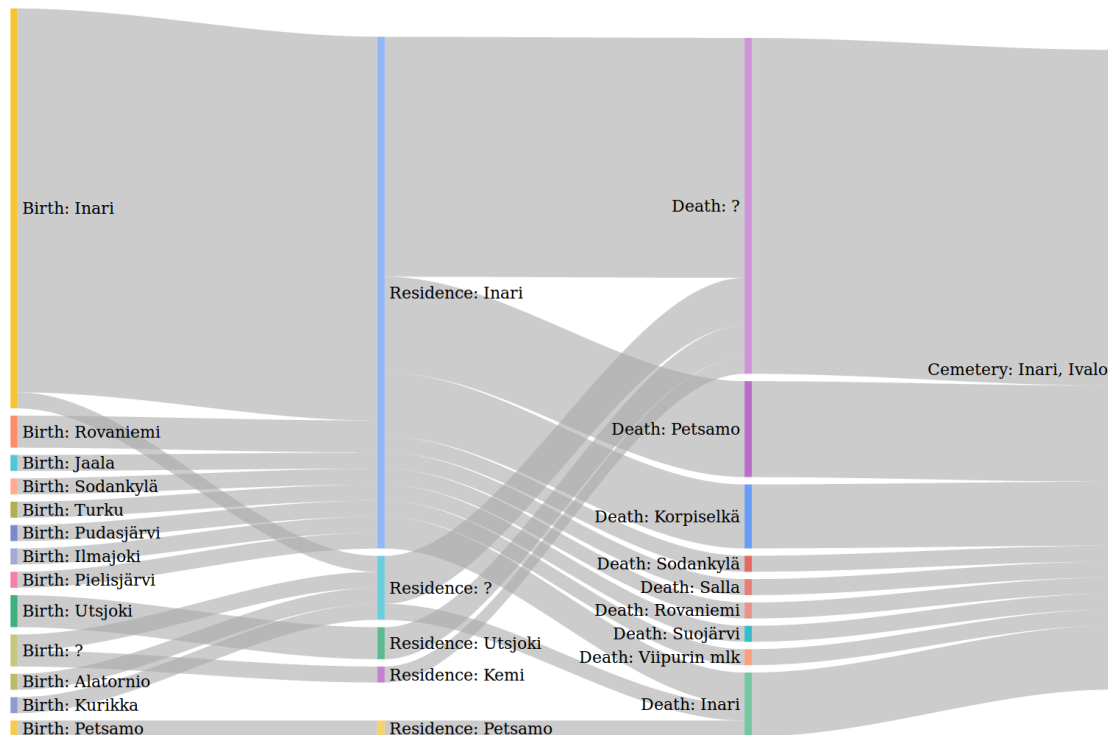 Birth: Inari
Birth: Rovaniemi
Birth: Jaala
Birth: Sodankylä
Birth: Turku
Birth: Pudasjärvi
Birth: Ilmajoki
Birth: Pielisjärvi
Birth: Utsjoki
Birth: ?
Birth: Alatornio
Birth: Kurikka
Birth: Petsamo
Residence: Inari
Residence: ?
Residence: Utsjoki
Residence: Kemi
Residence: Petsamo
Death: ?
Death: Petsamo
Death: Korpiselkä
Death: Sodankylä
Death: Salla
Death: Rovaniemi
Death: Suojärvi
Death: Viipurin mlk
Death: Inari
Cemetery: Inari, Ivalo